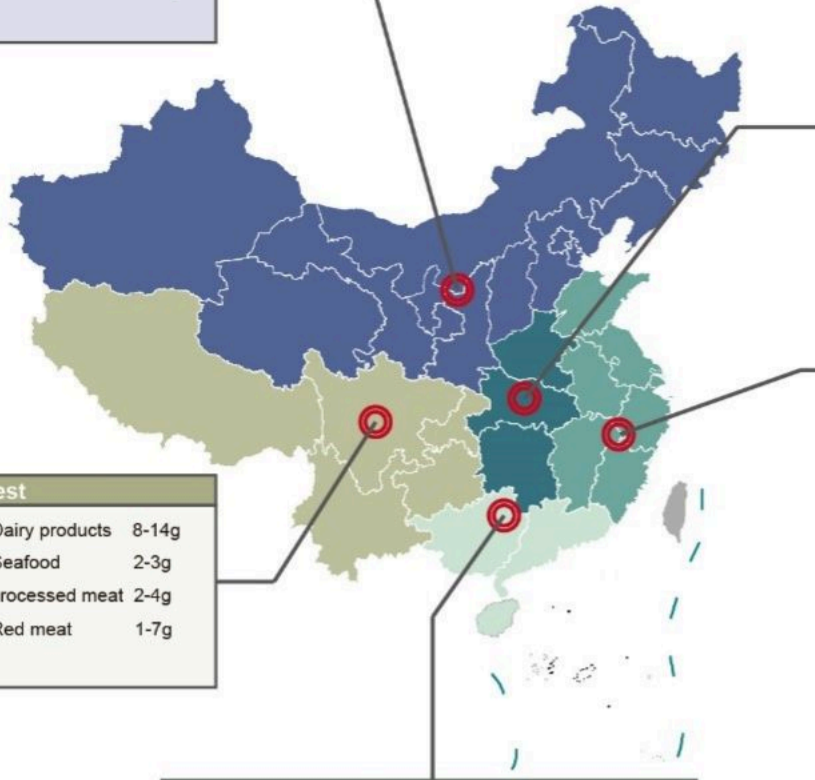 est
Dairy products 8-14g
Seafood 2-3g
rocessed meat 2-4g
Red meat 1-7g